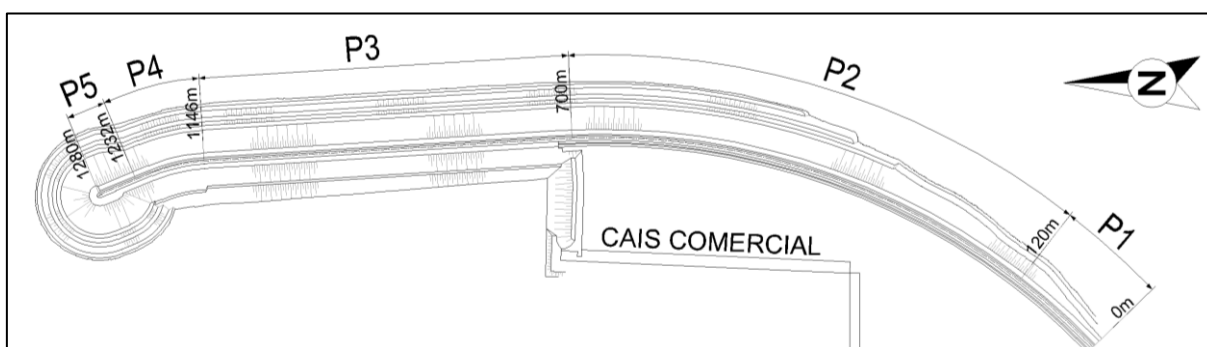 P5
P4
P3
P2
P1
1280m
1232m
1146m
700m
120m
0m
N
CAIS COMERCIAL